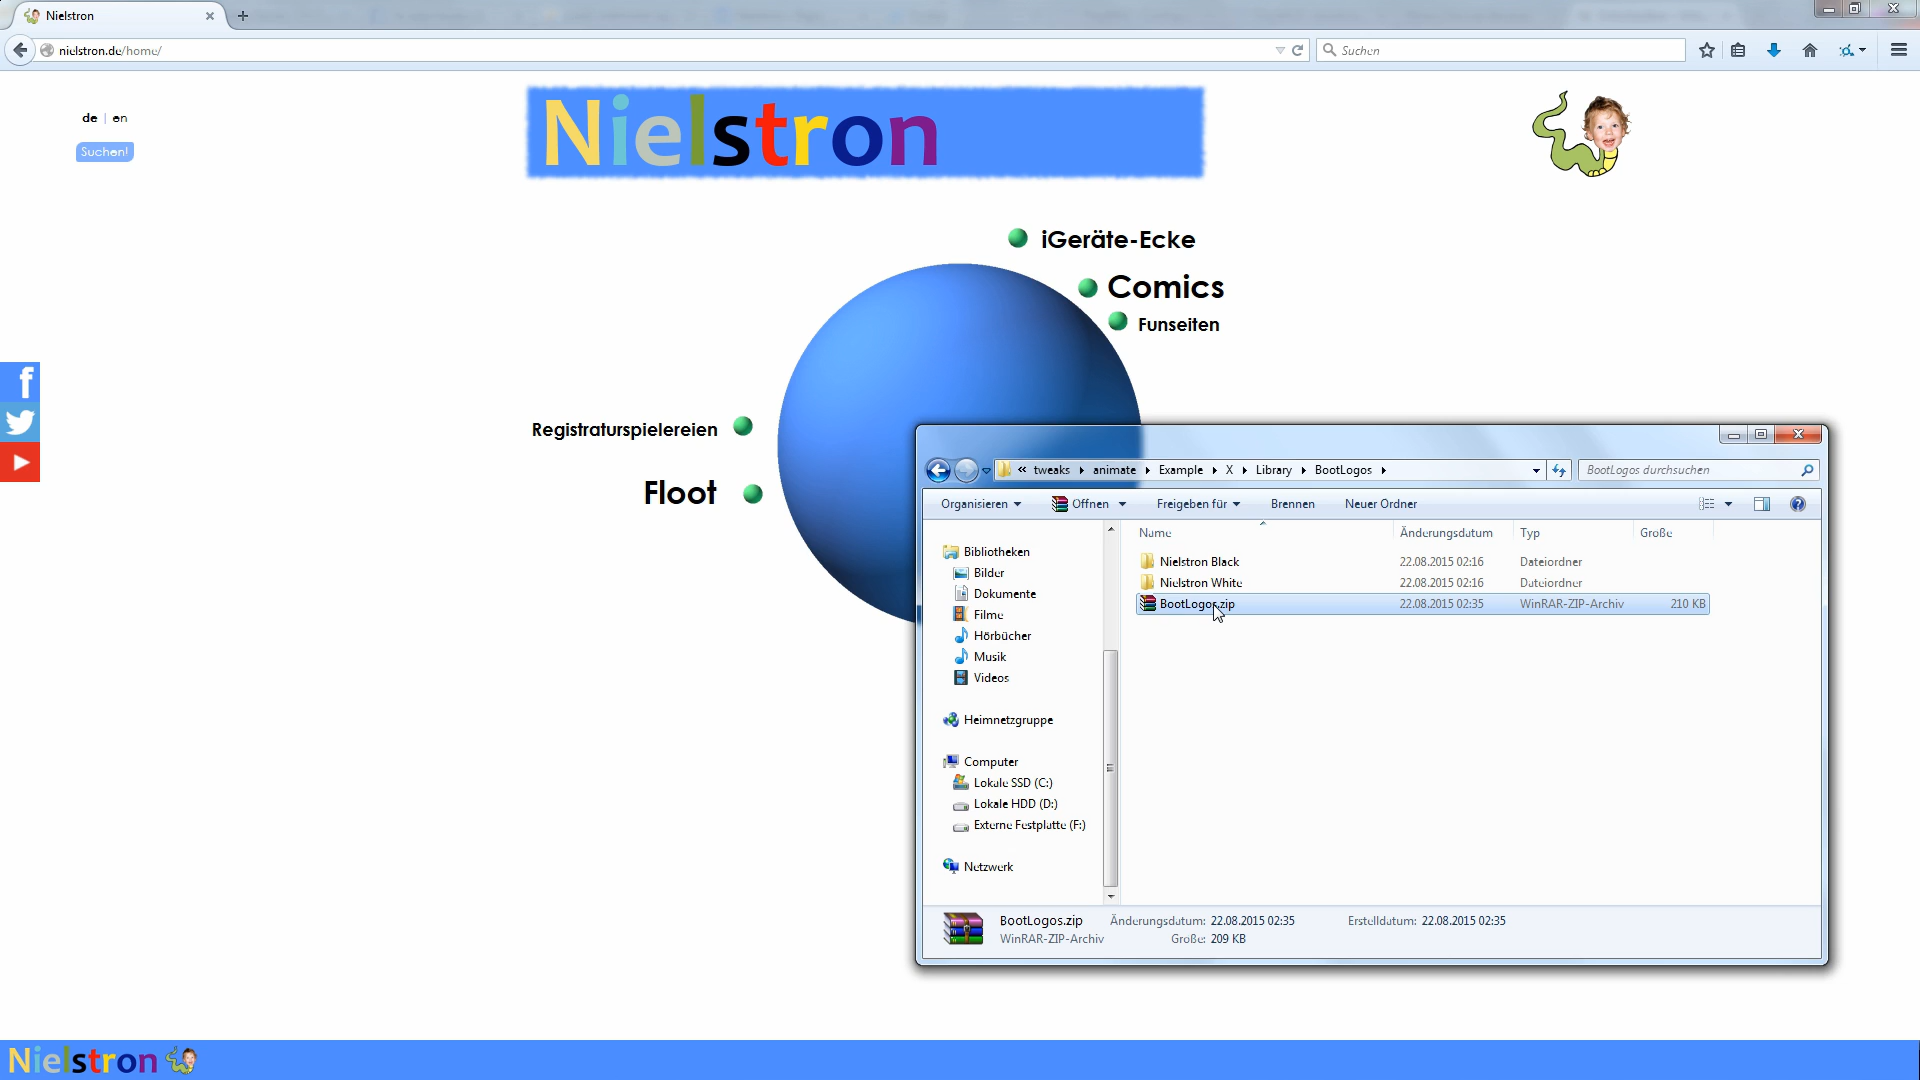 Nielstron
nielstron.de/home/
Suchen
de | en
Suchen!
Nielstron
iGeräte-Ecke
Comics
Funseiten
Registraturspielereien
Floot
« tweaks animate Example X Library BootLogos
BootLogos durchsuchen
Organisieren Öffnen Freigeben für Brennen Neuer Ordner
Name Änderungsdatum Typ Größe
Nielstron Black 22.08.2015 02:16 Dateiordner
Nielstron White 22.08.2015 02:16 Dateiordner
BootLogos.zip 22.08.2015 02:35 WinRAR-ZIP-Archiv 210 KB
Bibliotheken
Bilder
Dokumente
Filme
Hörbücher
Musik
Videos
Heimnetzgruppe
Computer
Lokale SSD (C:)
Lokale HDD (D:)
Externe Festplatte (F:)
Netzwerk
BootLogos.zip Änderungsdatum: 22.08.2015 02:35 Erstelldatum: 22.08.2015 02:35
WinRAR-ZIP-Archiv Größe: 209 KB
Nielstron